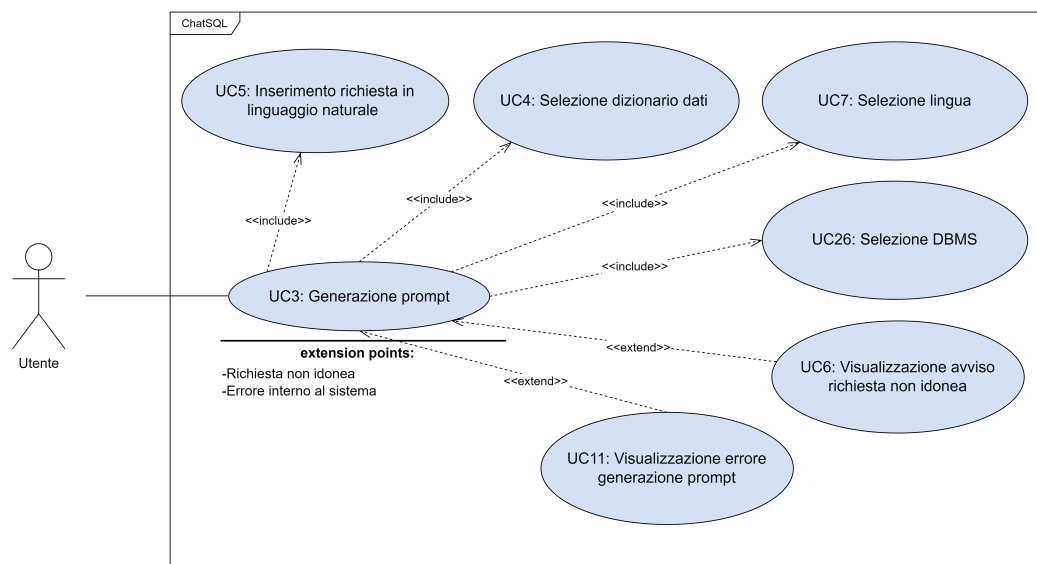 ChatSQL
UC5: Inserimento richiesta in
linguaggio naturale
UC4: Selezione dizionario dati
UC7: Selezione lingua
<<include>>
<<include>>
<<include>>
UC26: Selezione DBMS
<<include>>
UC3: Generazione prompt
Utente
extension points:
-Richiesta non idonea
-Errore interno al sistema
<<extend>>
<<extend>>
UC6: Visualizzazione avviso
richiesta non idonea
UC11: Visualizzazione errore
generazione prompt